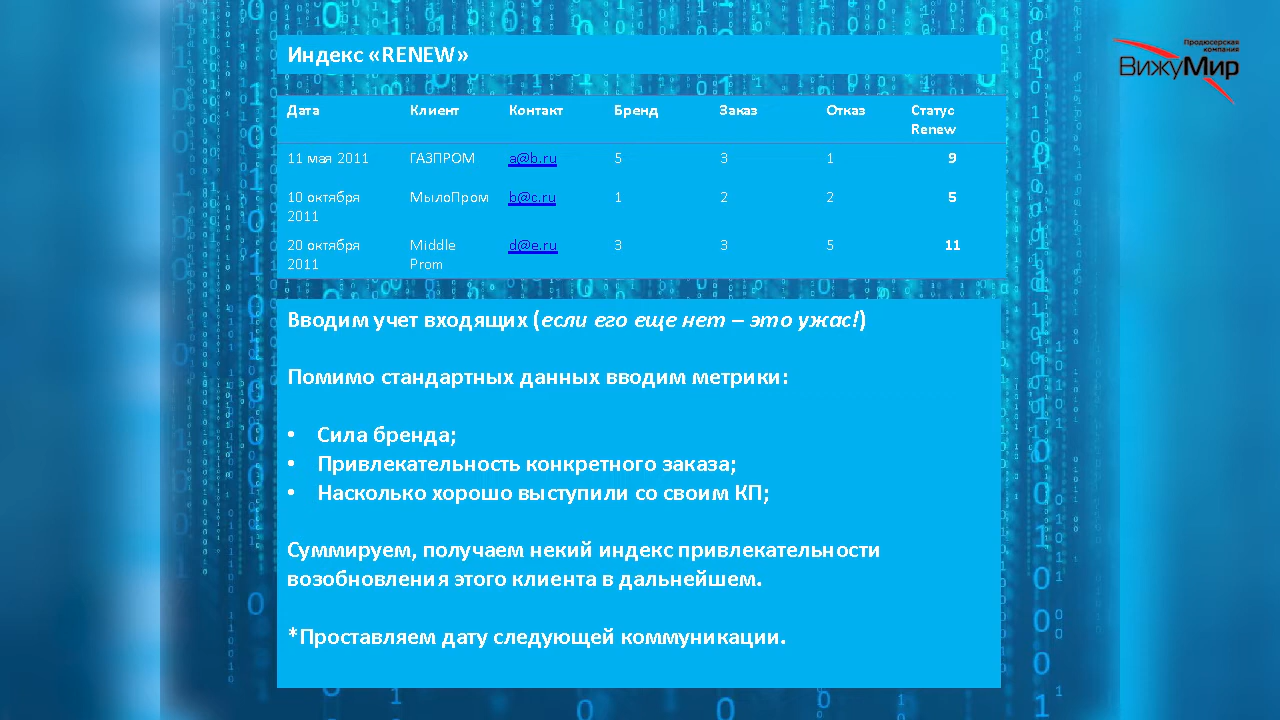 Индекс «RENEW»
Продюсерская
компания
ВижуМир
Дата Клиент Контакт Бренд Заказ Отказ Статус
Renew
11 мая 2011 ГАЗПРОМ a@b.ru 5 3 1 9
10 октября МылоПром b@c.ru 1 2 2 5
2011
20 октября Middle d@e.ru 3 3 5 11
2011 Prom
Вводим учет входящих (если его еще нет – это ужас!)
Помимо стандартных данных вводим метрики:
• Сила бренда;
• Привлекательность конкретного заказа;
• Насколько хорошо выступили со своим КП;
Суммируем, получаем некий индекс привлекательности
возобновления этого клиента в дальнейшем.
*Проставляем дату следующей коммуникации.